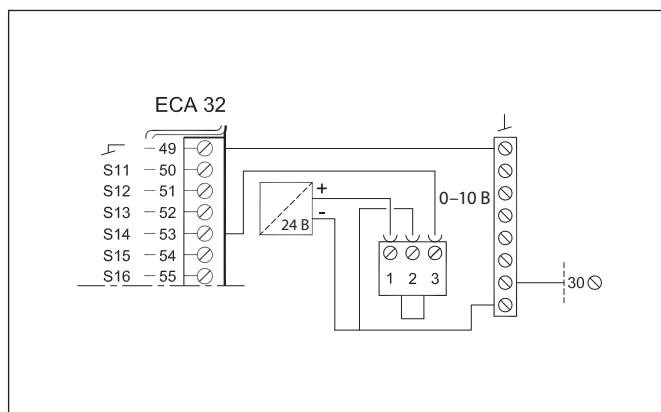 ECA 32
49
S11 50
S12 51
S13 52
S14 53
S15 54
S16 55
+
-
24 В
0–10 В
1 2 3
30